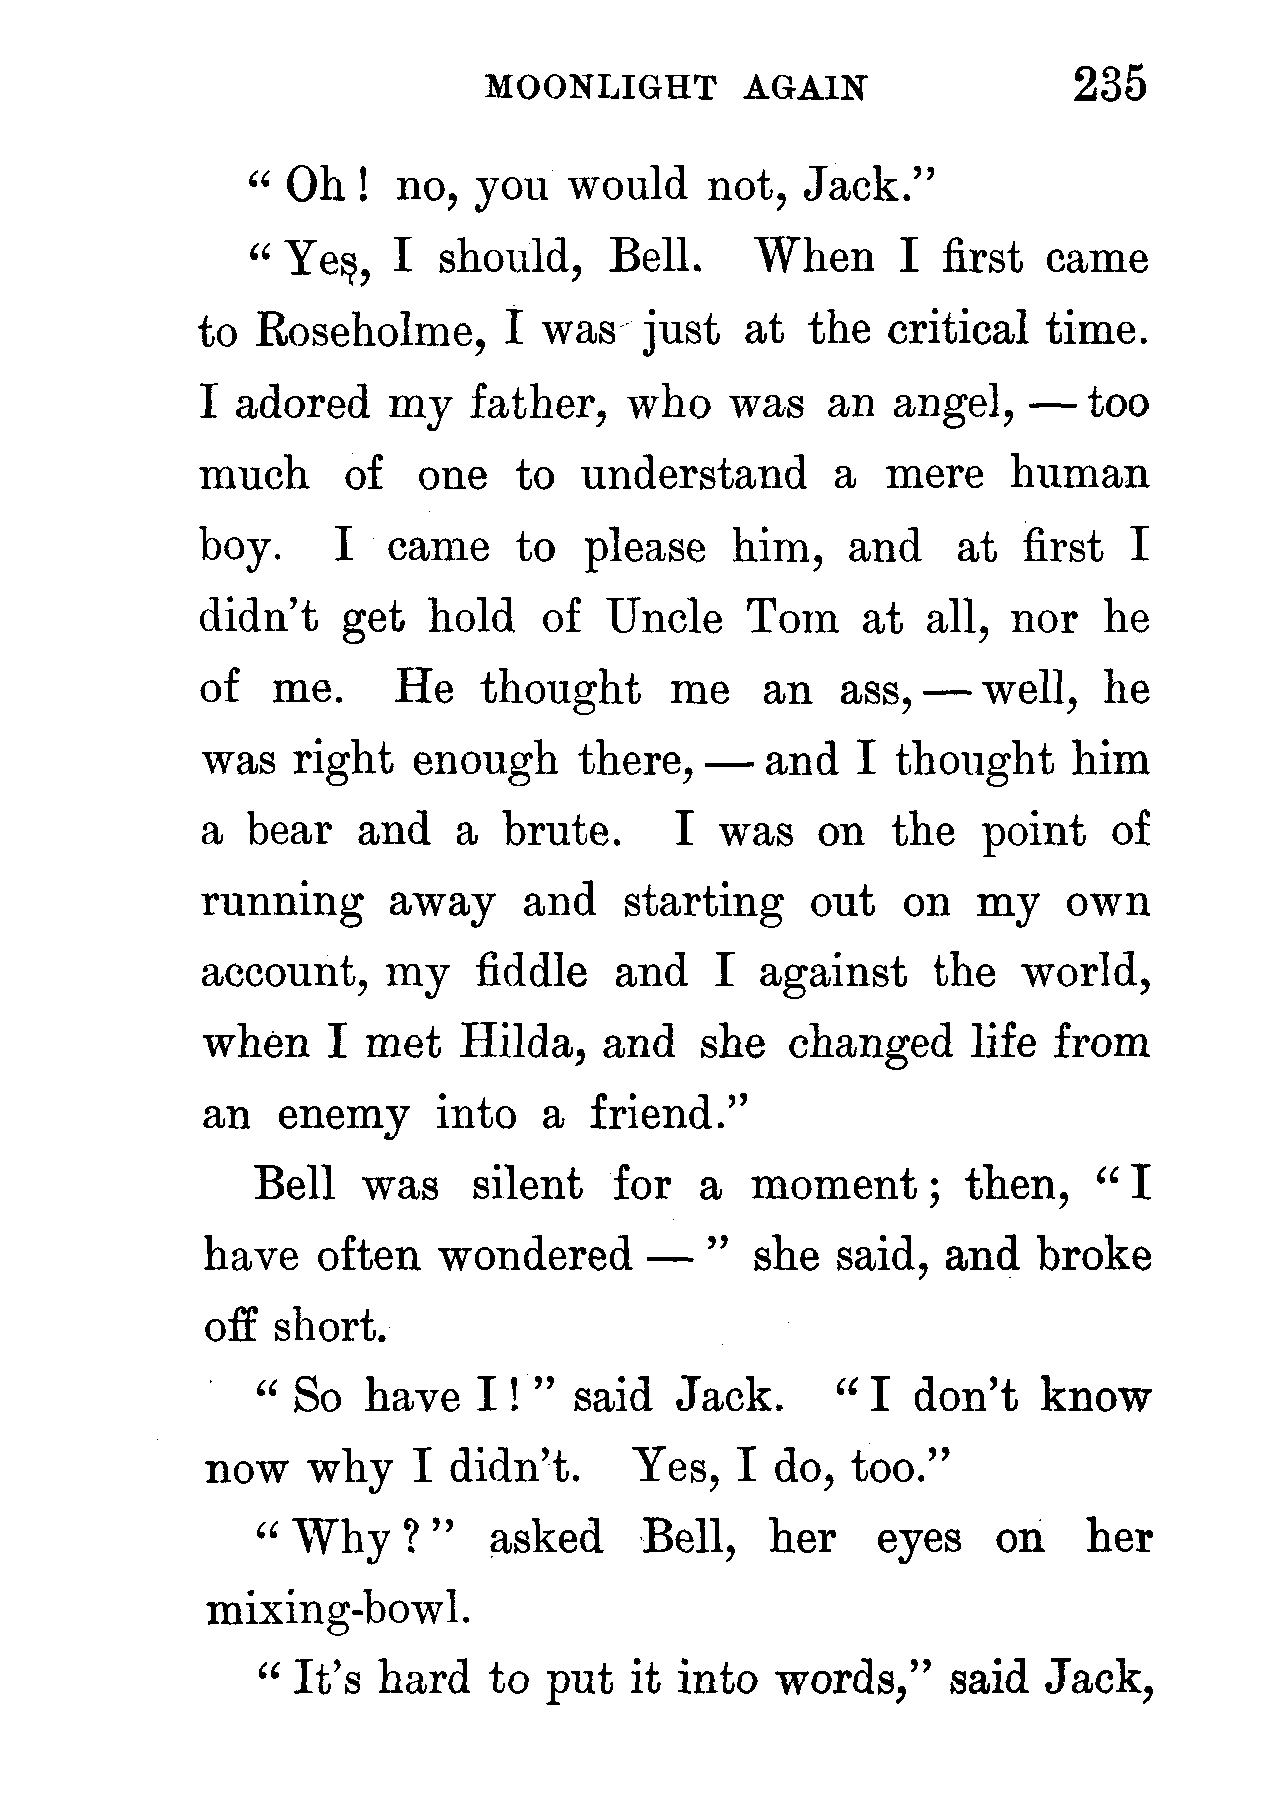 MOONLIGHT AGAIN 235
“ Oh ! no, you would not, Jack.”
“ Yes, I should, Bell. When I first came
to Roseholme, I was just at the critical time.
I adored my father, who was an angel, — too
much of one to understand a mere human
boy. I came to please him, and at first I
didn’t get hold of Uncle Tom at all, nor he
of me. He thought me an ass, — well, he
was right enough there, — and I thought him
a bear and a brute. I was on the point of
running away and starting out on my own
account, my fiddle and I against the world,
when I met Hilda, and she changed life from
an enemy into a friend.”
Bell was silent for a moment ; then, “ I
have often wondered — ” she said, and broke
off short.
“ So have I ! ” said Jack. “ I don’t know
now why I didn’t. Yes, I do, too.”
“ Why ? ” asked Bell, her eyes on her
mixing-bowl.
“ It’s hard to put it into words,” said Jack,